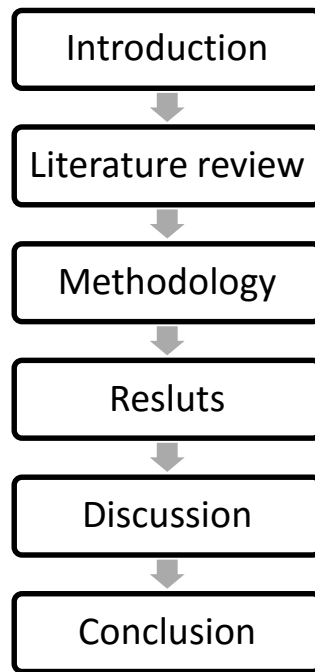 Introduction
Literature review
Methodology
Resluts
Discussion
Conclusion